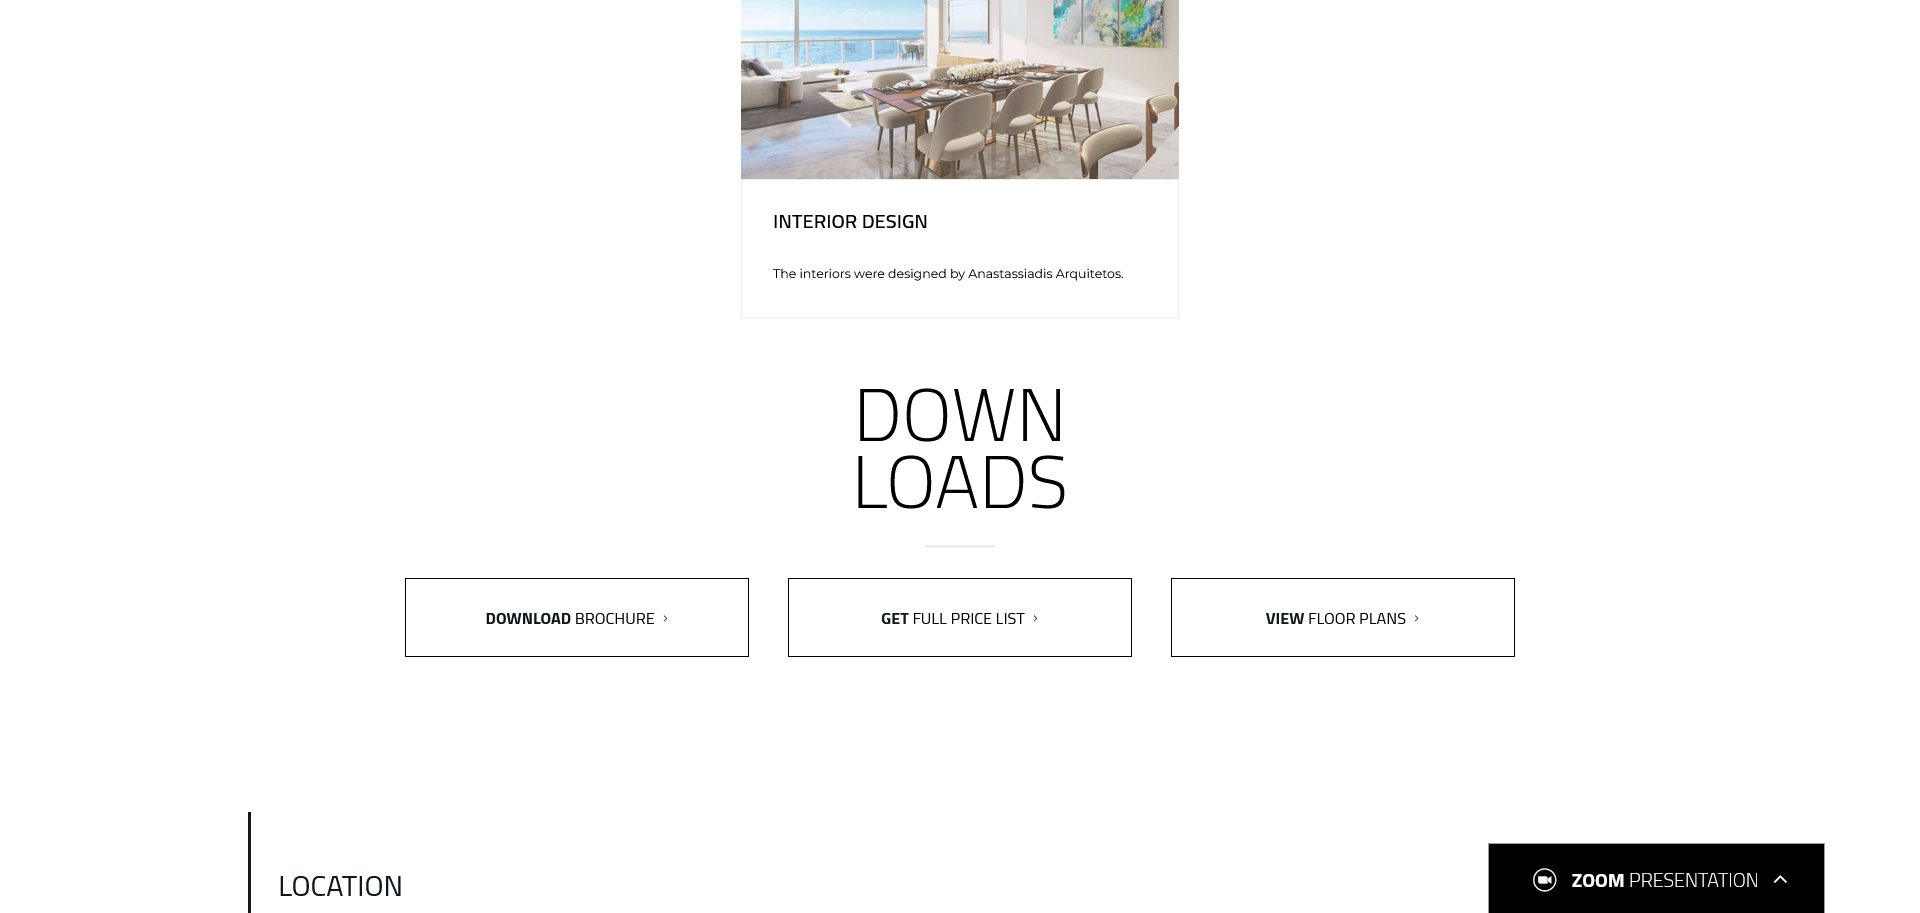 INTERIOR DESIGN
The interiors were designed by Anastassiadis Arquitetos.
DOWN
LOADS
DOWNLOAD BROCHURE
GET FULL PRICE LIST
VIEW FLOOR PLANS
LOCATION
ZOOM PRESENTATION